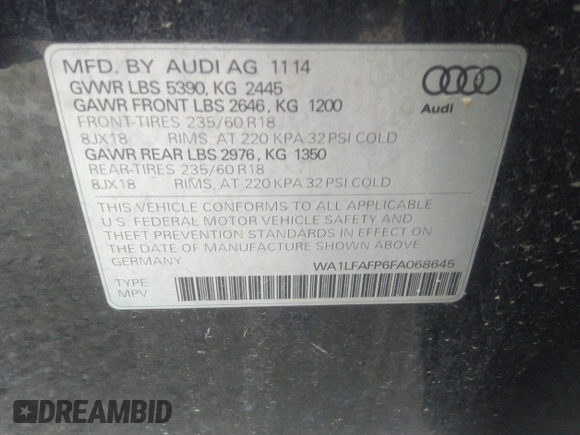 MFD. BY AUDI AG 11 14
GVWR LBS 5390, KG 2445
GAWR FRONT LBS 2646, KG 1200
FRONT-TIRES 235/60 R18
8JX18 RIMS, AT 220 KPA 32 PSI COLD
GAWR REAR LBS 2976, KG 1350
REAR-TIRES 235/60 R18
8JX18 RIMS, AT 220 KPA 32 PSI COLD
Audi
THIS VEHICLE CONFORMS TO ALL APPLICABLE
U.S. FEDERAL MOTOR VEHICLE SAFETY AND
THEFT PREVENTION STANDARDS IN EFFECT ON
THE DATE OF MANUFACTURE SHOWN ABOVE.
GERMANY
WA1LFAFP6FA068645
TYPE
MPV
DREAMBID